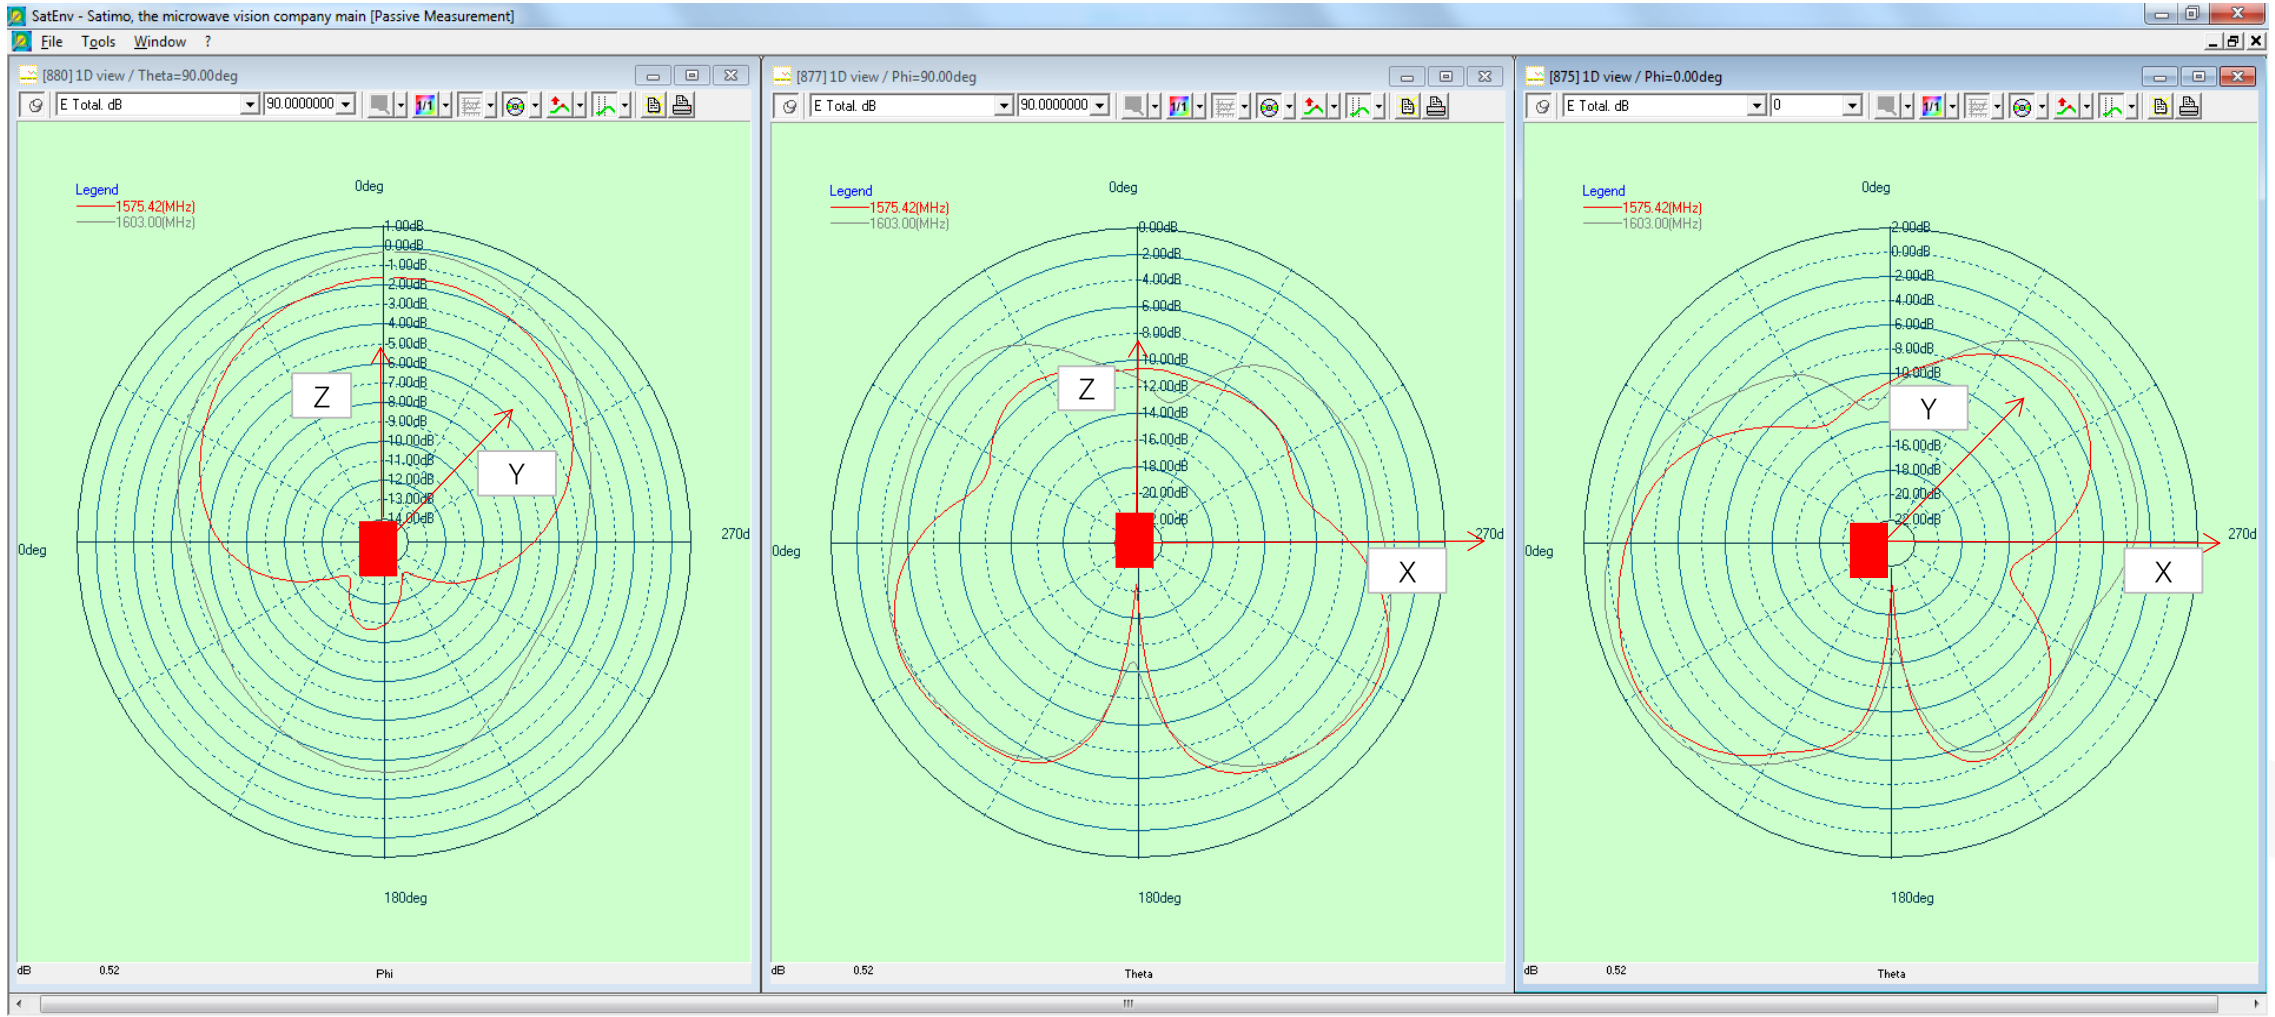 SatEnv - Satimo, the microwave vision company main [Passive Measurement]
File Tools Window ?
[880] 1D view / Theta=90.00deg
E Total. dB 90.0000000 1/1
Legend
1575.42(MHz)
1603.00(MHz)
0deg
1.00dB
0.00dB
-1.00dB
-2.00dB
-3.00dB
-4.00dB
-5.00dB
-6.00dB
-7.00dB
-8.00dB
-9.00dB
-10.00dB
-11.00dB
-12.00dB
-13.00dB
-14.00dB
Z
Y
0deg
270d
180deg
dB 0.52 Phi
[877] 1D view / Phi=90.00deg
E Total. dB 90.0000000 1/1
Legend
1575.42(MHz)
1603.00(MHz)
0deg
0.00dB
-2.00dB
-4.00dB
-6.00dB
-8.00dB
-10.00dB
-12.00dB
-14.00dB
-16.00dB
-18.00dB
-20.00dB
2.00dB
Z
X
0deg
270d
180deg
dB 0.52 Theta
[875] 1D view / Phi=0.00deg
E Total. dB 0 1/1
Legend
1575.42(MHz)
1603.00(MHz)
0deg
2.00dB
0.00dB
-2.00dB
-4.00dB
-6.00dB
-8.00dB
-10.00dB
-16.00dB
-18.00dB
-20.00dB
-22.00dB
Y
X
0deg
270d
180deg
dB 0.52 Theta